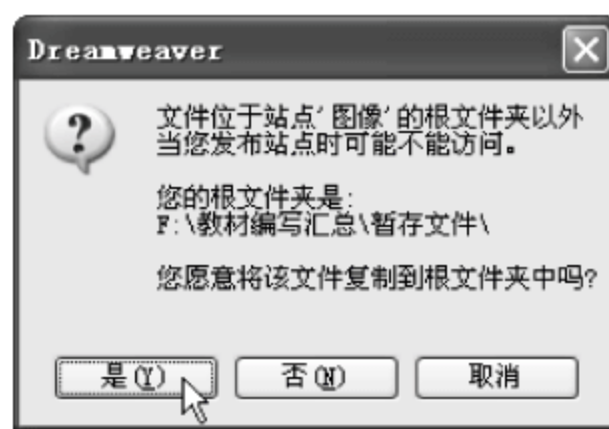 Dreamweaver
文件位于站点'图像'的根文件夹以外
当您发布站点时可能不能访问。
您的根文件夹是:
F:\教材编写汇总\暂存文件\
您愿意将该文件复制到根文件夹中吗?
是(Y) 否(N) 取消